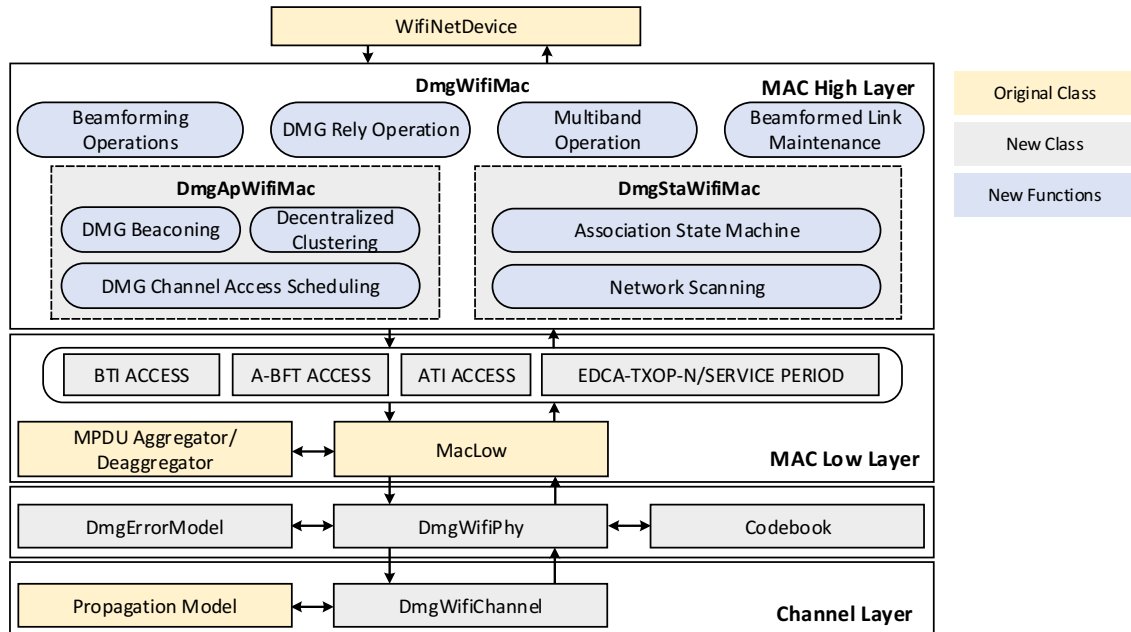 WifiNetDevice
DmgWifiMac
MAC High Layer
Beamforming
Operations
DMG Rely Operation
Multiband
Operation
Beamformed Link
Maintenance
DmgApWifiMac
DMG Beaconing
Decentralized
Clustering
DMG Channel Access Scheduling
DmgStaWifiMac
Association State Machine
Network Scanning
Original Class
New Class
New Functions
BTI ACCESS
A-BFT ACCESS
ATI ACCESS
EDCA-TXOP-N/SERVICE PERIOD
MPDU Aggregator/
Deaggregator
MacLow
MAC Low Layer
DmgErrorModel
DmgWifiPhy
Codebook
Propagation Model
DmgWifiChannel
Channel Layer